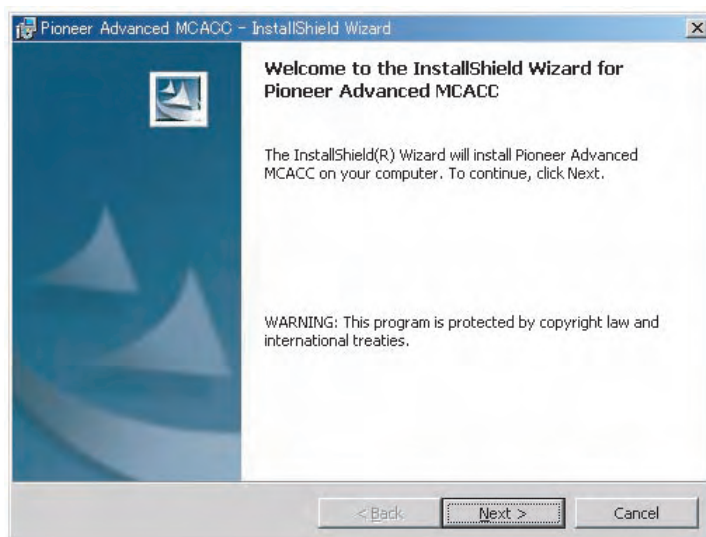 Pioneer Advanced MCACC - InstallShield Wizard
Welcome to the InstallShield Wizard for
Pioneer Advanced MCACC
The InstallShield(R) Wizard will install Pioneer Advanced
MCACC on your computer. To continue, click Next.
WARNING: This program is protected by copyright law and
international treaties.
< Back
Next >
Cancel